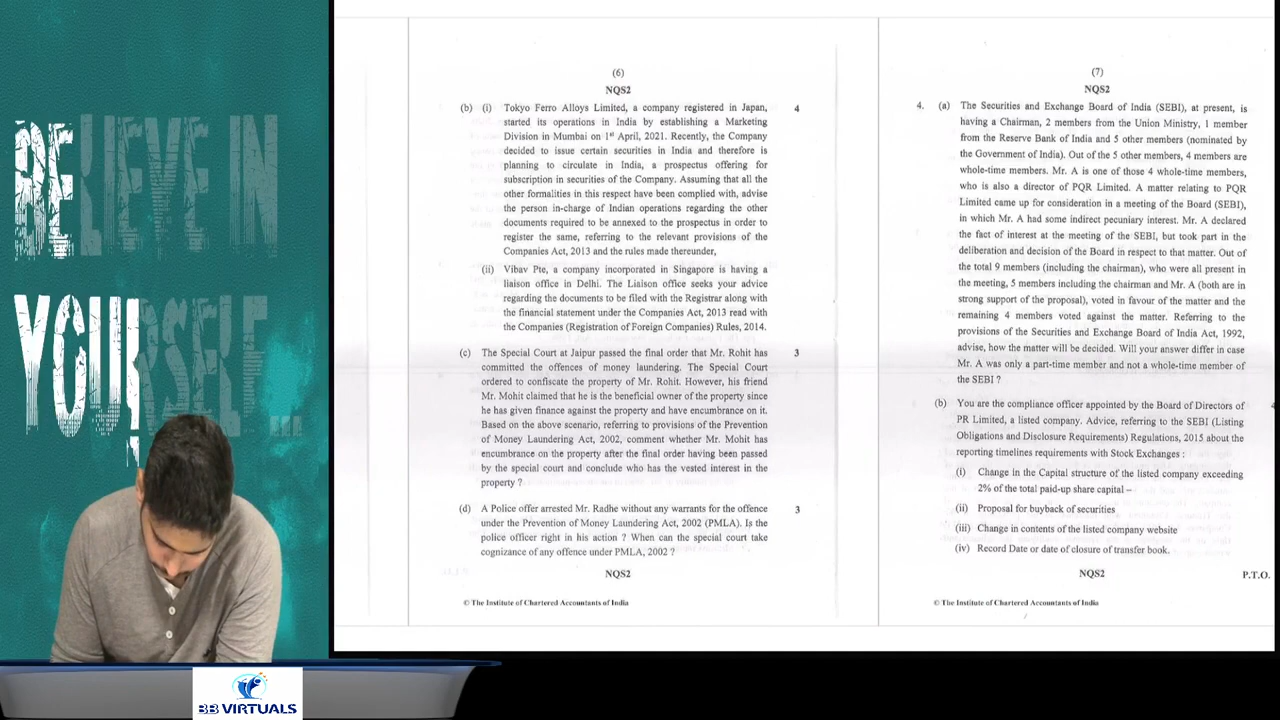 BELIEVE IN
YOURSELF...
BB VIRTUALS
(6)
NQS2
(b) (i) Tokyo Ferro Alloys Limited, a company registered in Japan, 4
started its operations in India by establishing a Marketing
Division in Mumbai on 1st April, 2021. Recently, the Company
decided to issue certain securities in India and therefore is
planning to circulate in India, a prospectus offering for
subscription in securities of the Company. Assuming that all the
other formalities in this respect have been complied with, advise
the person in-charge of Indian operations regarding the other
documents required to be annexed to the prospectus in order to
register the same, referring to the relevant provisions of the
Companies Act, 2013 and the rules made thereunder,
(ii) Vibav Pte, a company incorporated in Singapore is having a
liaison office in Delhi. The Liaison office seeks your advice
regarding the documents to be filed with the Registrar along with
the financial statement under the Companies Act, 2013 read with
the Companies (Registration of Foreign Companies) Rules, 2014.
(c) The Special Court at Jaipur passed the final order that Mr. Rohit has 3
committed the offences of money laundering. The Special Court
ordered to confiscate the property of Mr. Rohit. However, his friend
Mr. Mohit claimed that he is the beneficial owner of the property since
he has given finance against the property and have encumbrance on it.
Based on the above scenario, referring to provisions of the Prevention
of Money Laundering Act, 2002, comment whether Mr. Mohit has
encumbrance on the property after the final order having been passed
by the special court and conclude who has the vested interest in the
property ?
(d) A Police offer arrested Mr. Radhe without any warrants for the offence 3
under the Prevention of Money Laundering Act, 2002 (PMLA). Is the
police officer right in his action ? When can the special court take
cognizance of any offence under PMLA, 2002 ?
NQS2
© The Institute of Chartered Accountants of India
(7)
NQS2
4. (a) The Securities and Exchange Board of India (SEBI), at present, is
having a Chairman, 2 members from the Union Ministry, 1 member
from the Reserve Bank of India and 5 other members (nominated by
the Government of India). Out of the 5 other members, 4 members are
whole-time members. Mr. A is one of those 4 whole-time members,
who is also a director of PQR Limited. A matter relating to PQR
Limited came up for consideration in a meeting of the Board (SEBI),
in which Mr. A had some indirect pecuniary interest. Mr. A declared
the fact of interest at the meeting of the SEBI, but took part in the
deliberation and decision of the Board in respect to that matter. Out of
the total 9 members (including the chairman), who were all present in
the meeting, 5 members including the chairman and Mr. A (both are in
strong support of the proposal), voted in favour of the matter and the
remaining 4 members voted against the matter. Referring to the
provisions of the Securities and Exchange Board of India Act, 1992,
advise, how the matter will be decided. Will your answer differ in case
Mr. A was only a part-time member and not a whole-time member of
the SEBI ?
(b) You are the compliance officer appointed by the Board of Directors of
PR Limited, a listed company. Advice, referring to the SEBI (Listing
Obligations and Disclosure Requirements) Regulations, 2015 about the
reporting timelines requirements with Stock Exchanges :
(i) Change in the Capital structure of the listed company exceeding
2% of the total paid-up share capital –
(ii) Proposal for buyback of securities
(iii) Change in contents of the listed company website
(iv) Record Date or date of closure of transfer book.
NQS2
P.T.O.
© The Institute of Chartered Accountants of India